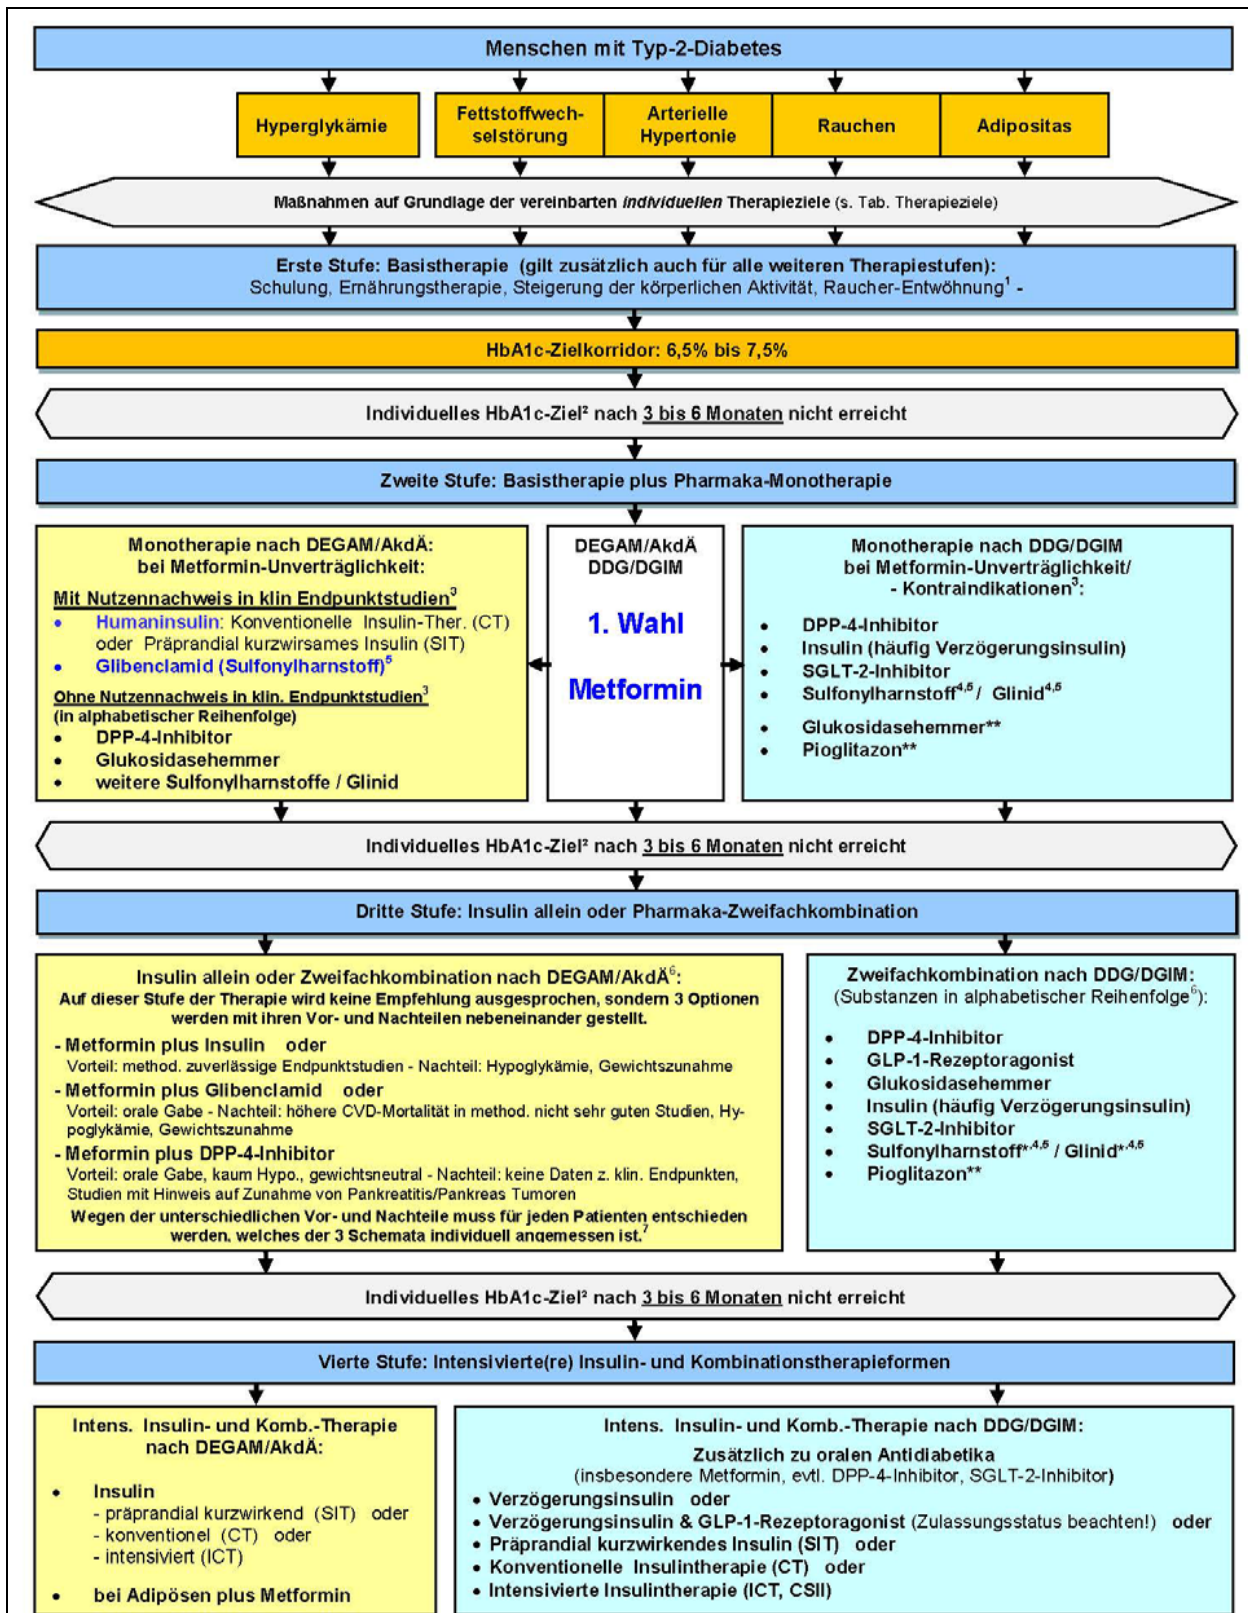 Menschen mit Typ-2-Diabetes
Hyperglykämie
Fettstoffwech-
selstörung
Arterielle
Hypertonie
Rauchen
Adipositas
Maßnahmen auf Grundlage der vereinbarten individuellen Therapieziele (s. Tab. Therapieziele)
Erste Stufe: Basistherapie (gilt zusätzlich auch für alle weiteren Therapiestufen):
Schulung, Ernährungstherapie, Steigerung der körperlichen Aktivität, Raucher-Entwöhnung¹ -
HbA1c-Zielkorridor: 6,5% bis 7,5%
Individuelles HbA1c-Ziel² nach 3 bis 6 Monaten nicht erreicht
Zweite Stufe: Basistherapie plus Pharmaka-Monotherapie
Monotherapie nach DEGAM/AkdÄ:
bei Metformin-Unverträglichkeit:
Mit Nutzennachweis in klin Endpunktstudien³
• Humaninsulin: Konventionelle Insulin-Ther. (CT)
oder Präprandial kurzwirsames Insulin (SIT)
• Glibenclamid (Sulfonylharnstoff)⁵
Ohne Nutzennachweis in klin. Endpunktstudien³
(in alphabetischer Reihenfolge)
• DPP-4-Inhibitor
• Glukosidasehemmer
• weitere Sulfonylharnstoffe / Glinid
DEGAM/AkdÄ
DDG/DGIM
1. Wahl
Metformin
Monotherapie nach DDG/DGIM
bei Metformin-Unverträglichkeit/
- Kontraindikationen³:
• DPP-4-Inhibitor
• Insulin (häufig Verzögerungsinsulin)
• SGLT-2-Inhibitor
• Sulfonylharnstoff⁴,⁵ / Glinid⁴,⁵
• Glukosidasehemmer**
• Pioglitazon**
Individuelles HbA1c-Ziel² nach 3 bis 6 Monaten nicht erreicht
Dritte Stufe: Insulin allein oder Pharmaka-Zweifachkombination
Insulin allein oder Zweifachkombination nach DEGAM/AkdÄ⁶:
Auf dieser Stufe der Therapie wird keine Empfehlung ausgesprochen, sondern 3 Optionen
werden mit ihren Vor- und Nachteilen nebeneinander gestellt.
- Metformin plus Insulin oder
Vorteil: method. zuverlässige Endpunktstudien - Nachteil: Hypoglykämie, Gewichtszunahme
- Metformin plus Glibenclamid oder
Vorteil: orale Gabe - Nachteil: höhere CVD-Mortalität in method. nicht sehr guten Studien, Hy-
poglykämie, Gewichtszunahme
- Meformin plus DPP-4-Inhibitor
Vorteil: orale Gabe, kaum Hypo., gewichtsneutral - Nachteil: keine Daten z. klin. Endpunkten,
Studien mit Hinweis auf Zunahme von Pankreatitis/Pankreas Tumoren
Wegen der unterschiedlichen Vor- und Nachteile muss für jeden Patienten entschieden
werden, welches der 3 Schemata individuell angemessen ist.⁷
Zweifachkombination nach DDG/DGIM:
(Substanzen in alphabetischer Reihenfolge⁶):
• DPP-4-Inhibitor
• GLP-1-Rezeptoragonist
• Glukosidasehemmer
• Insulin (häufig Verzögerungsinsulin)
• SGLT-2-Inhibitor
• Sulfonylharnstoff*,⁴,⁵ / Glinid*,⁴,⁵
• Pioglitazon**
Individuelles HbA1c-Ziel² nach 3 bis 6 Monaten nicht erreicht
Vierte Stufe: Intensivierte(re) Insulin- und Kombinationstherapieformen
Intens. Insulin- und Komb.-Therapie
nach DEGAM/AkdÄ:
• Insulin
- präprandial kurzwirkend (SIT) oder
- konventionel (CT) oder
- intensiviert (ICT)
• bei Adipösen plus Metformin
Intens. Insulin- und Komb.-Therapie nach DDG/DGIM:
Zusätzlich zu oralen Antidiabetika
(insbesondere Metformin, evtl. DPP-4-Inhibitor, SGLT-2-Inhibitor)
• Verzögerungsinsulin oder
• Verzögerungsinsulin & GLP-1-Rezeptoragonist (Zulassungsstatus beachten!) oder
• Präprandial kurzwirkendes Insulin (SIT) oder
• Konventionelle Insulintherapie (CT) oder
• Intensivierte Insulintherapie (ICT, CSII)